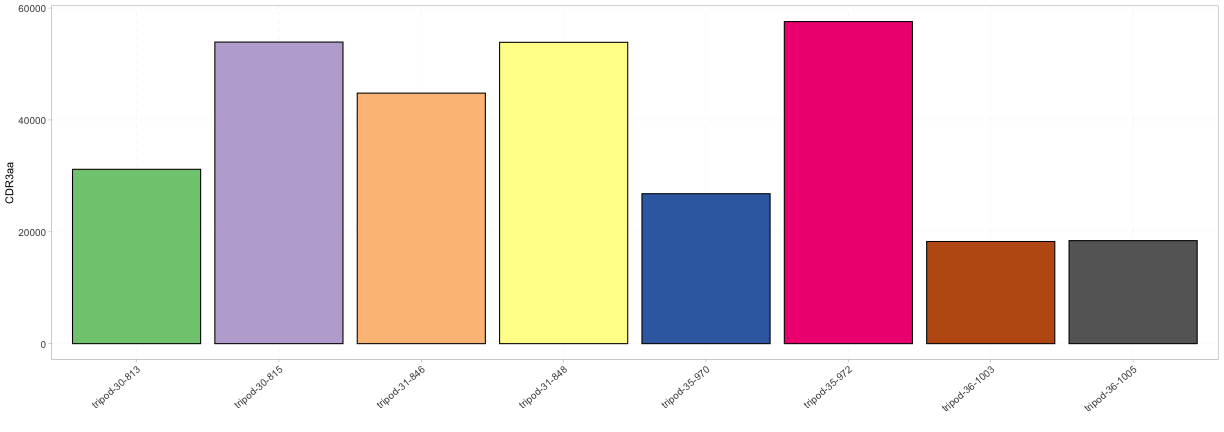 CDR3aa
60000
40000
20000
0
tripod-30-813
tripod-30-815
tripod-31-846
tripod-31-848
tripod-35-970
tripod-35-972
tripod-36-1003
tripod-36-1005